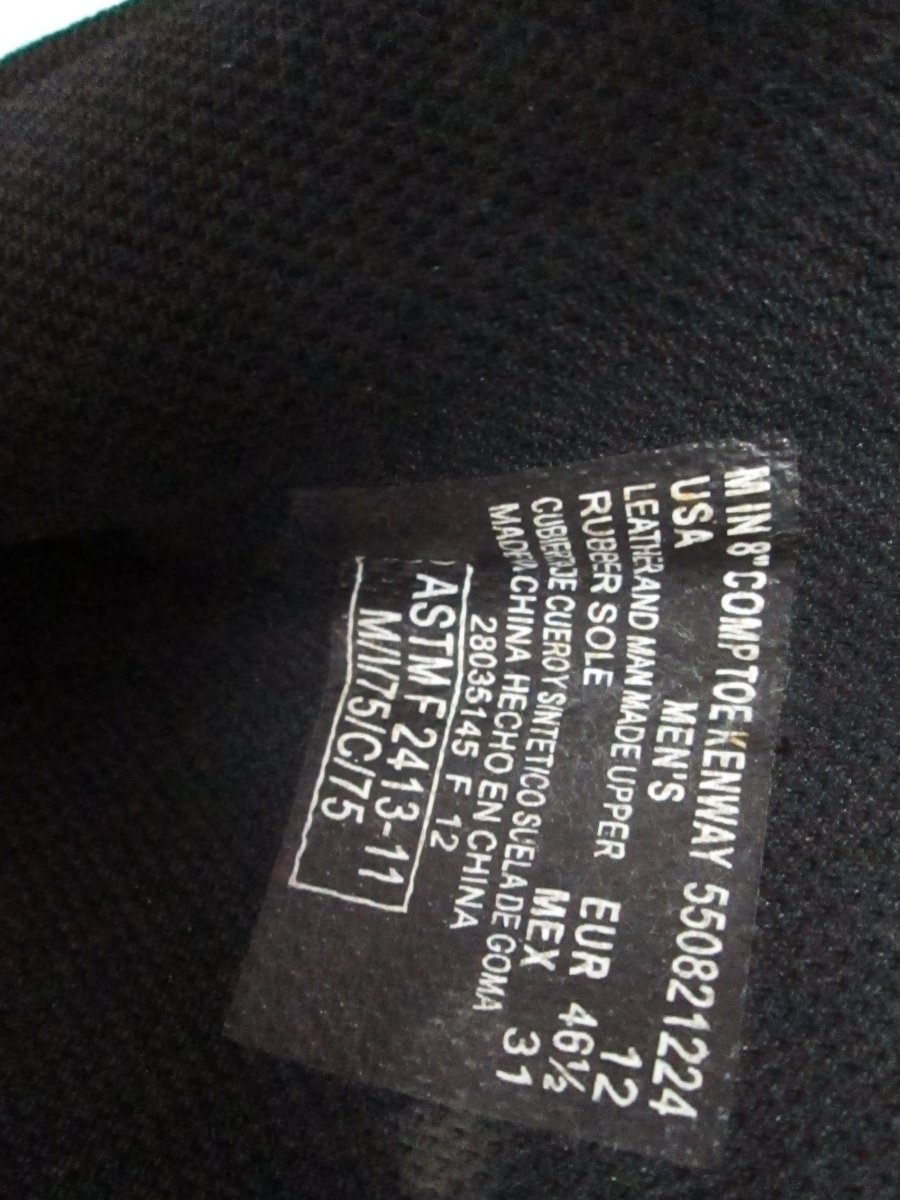 M IN 8" COMP TOE KENWAY 550821224
USA MEN'S 12
LEATHER AND MAN MADE UPPER EUR 46½
RUBBER SOLE MEX 31
CUBIERTA DE CUERO Y SINTETICO SUELA DE GOMA
MADE IN CHINA HECHO EN CHINA
28035145 F 12
ASTM F 2413-11
M/I/75/C/75